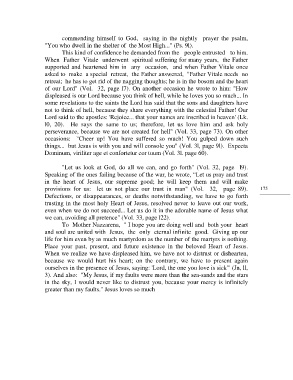 commending himself to God, saying in the nightly prayer the psalm,
"You who dwell in the shelter of the Most High..." (Ps. 91).
This kind of confidence he demanded from the people entrusted to him.
When Father Vitale underwent spiritual suffering for many years, the Father
supported and heartened him in any occasion, and when Father Vitale once
asked to make a special retreat, the Father answered, "Father Vitale needs no
retreat; he has to get rid of the nagging thoughts; he is in the bosom and the heart
of our Lord" (Vol. 32, page 17). On another occasion he wrote to him: "How
displeased is our Lord because you think of hell, while he loves you so much... In
some revelations to the saints the Lord has said that the sons and daughters have
not to think of hell, because they share everything with the celestial Father! Our
Lord said to the apostle: 'Rejoice... that your names are inscribed in heaven' (Lk.
10, 20). He says the same to us; therefore, let us love him and ask holy
perseverance, because we are not created for hell" (Vol. 33, page 73). On other
occasions: "Cheer up! You have suffered so much! You gulped down such
things... but Jesus is with you and will console you" (Vol. 31, page 91). Expecta
Dominum, viriliter age et confortetur cor tuum (Vol. 31, page 60).
"Let us look at God, do all we can, and go forth" (Vol. 32, page 19).
Speaking of the ones failing because of the war, he wrote, "Let us pray and trust
in the heart of Jesus, our supreme good; he will keep them and will make
provisions for us: let us not place our trust in man" (Vol. 32, page 89).
Defections, or disappearances, or deaths notwithstanding, we have to go forth
trusting in the most holy Heart of Jesus, resolved never to leave out our work,
even when we do not succeed... Let us do it in the adorable name of Jesus what
we can, avoiding all pretence" (Vol. 33, page 122).
To Mother Nazzarena, " I hope you are doing well and both your heart
and soul are united with Jesus, the only eternal infinite good. Giving up our
life for him even by as much martyrdom as the number of the martyrs is nothing.
Place your past, present, and future existence in the beloved Heart of Jesus.
When we realize we have displeased him, we have not to distrust or dishearten,
because we would hurt his heart; on the contrary, we have to present again
ourselves in the presence of Jesus, saying: 'Lord, the one you love is sick'" (Jn, 11,
3). And also: "My Jesus, if my faults were more than the sea-sands and the stars
in the sky, I would never like to distrust you, because your mercy is infinitely
greater than my faults." Jesus loves so much